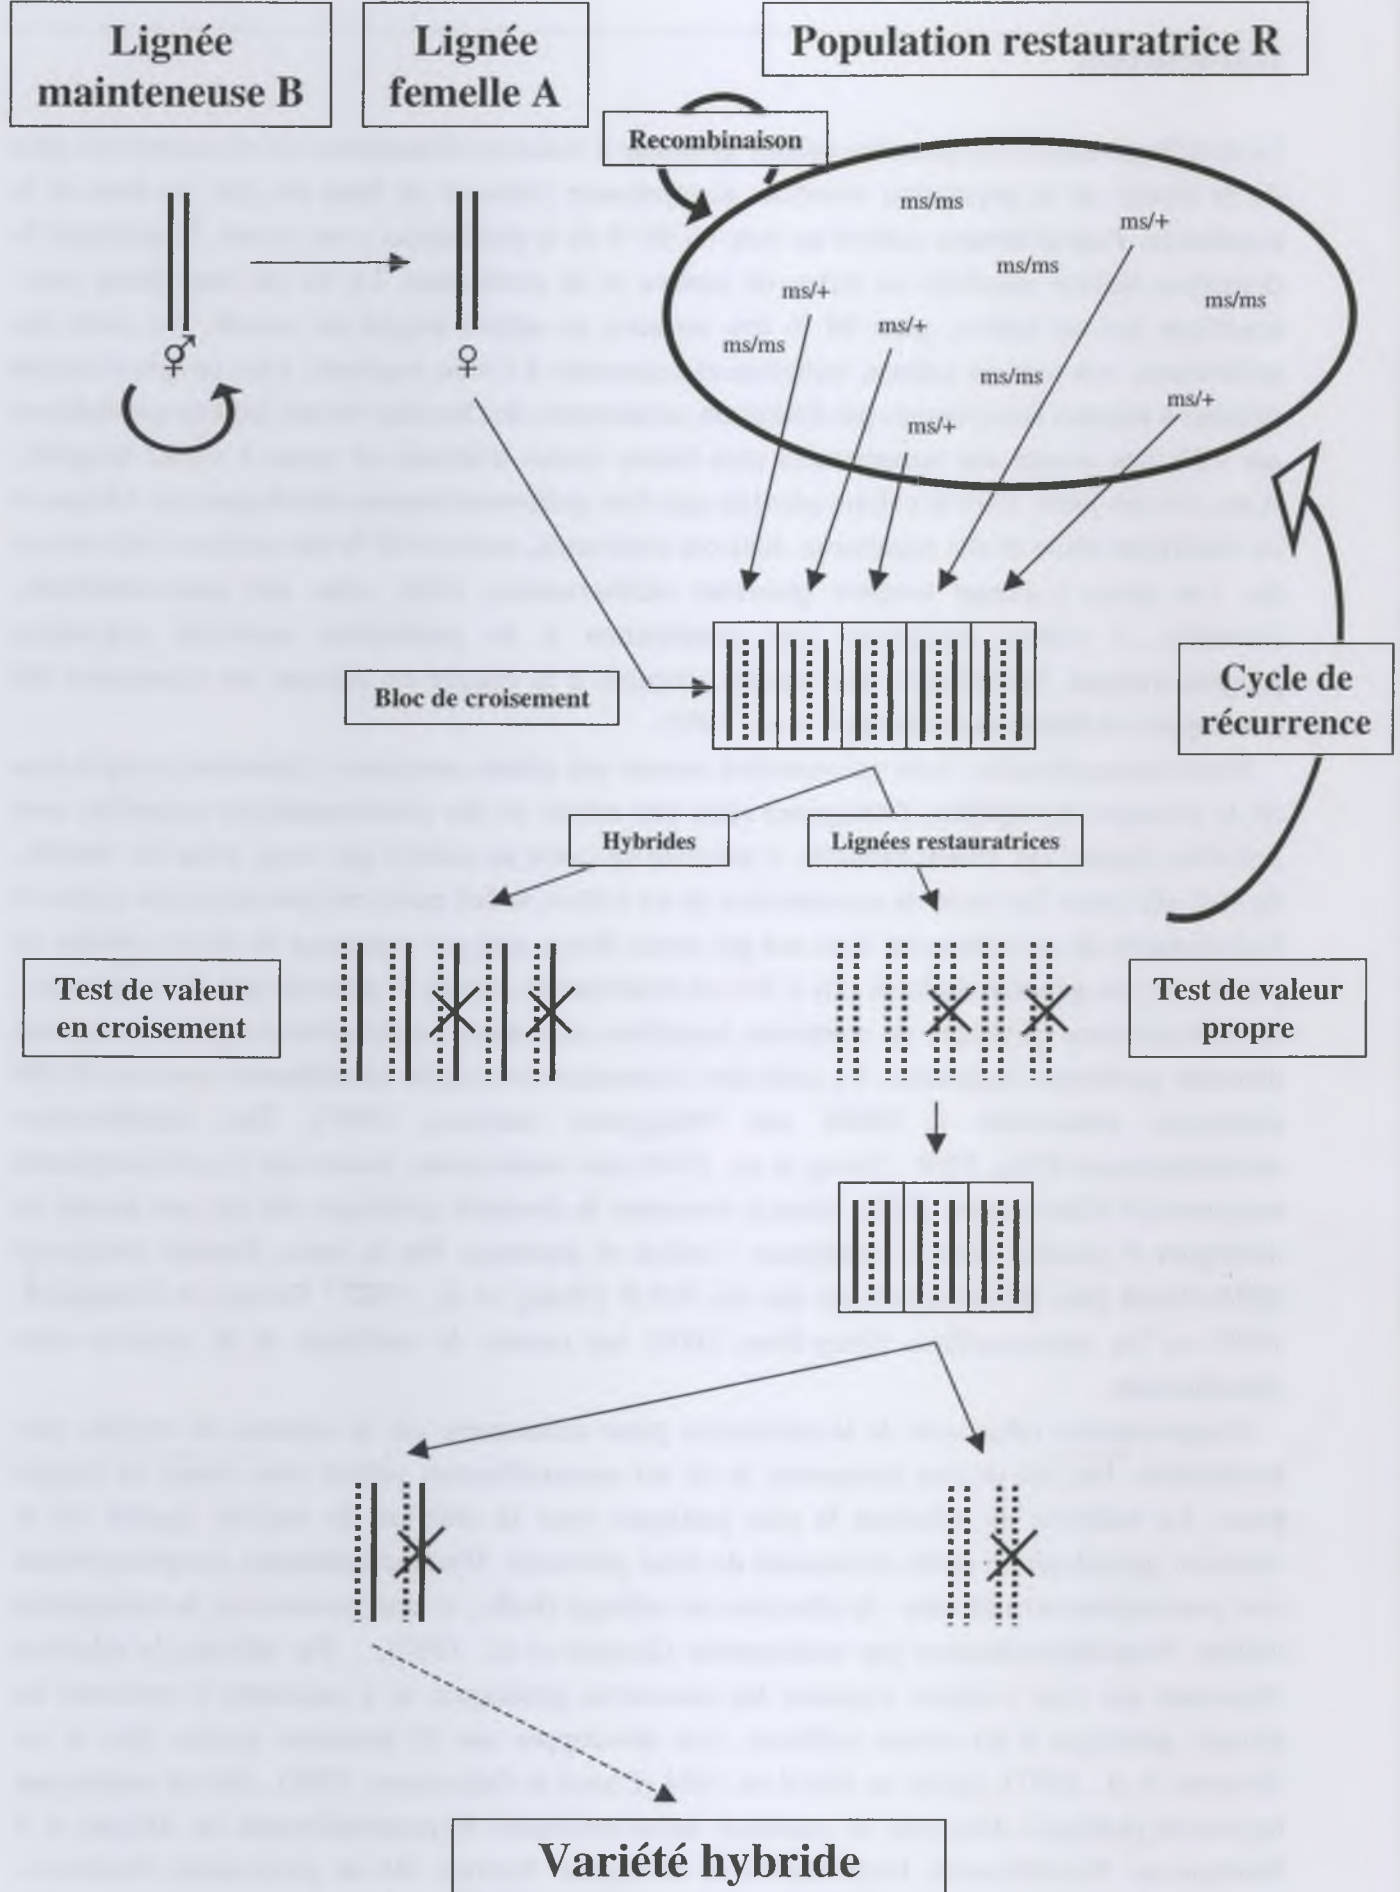 Lignée
mainteneuse B
Lignée
femelle A
Population restauratrice R
Recombinaison
ms/ms
ms/+
ms/ms
ms/+
ms/ms
ms/+
ms/ms
ms/ms
ms/+
ms/+
Bloc de croisement
Cycle de
récurrence
Hybrides
Lignées restauratrices
Test de valeur
en croisement
Test de valeur
propre
Variété hybride